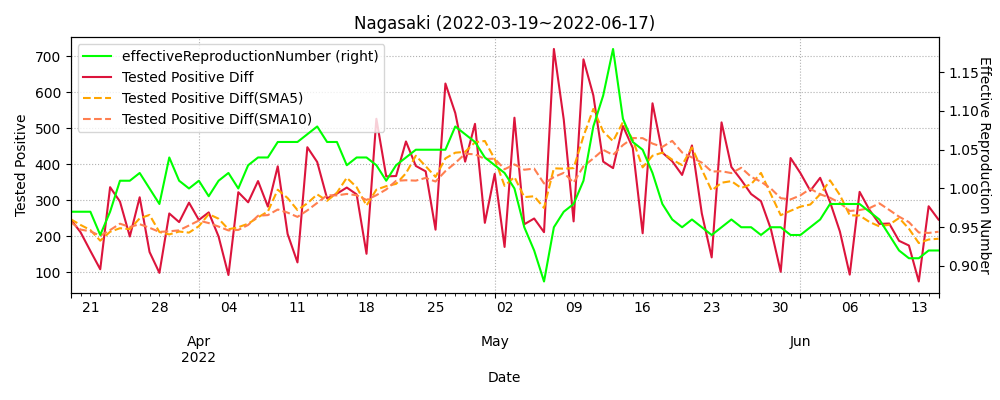 Nagasaki (2022-03-19~2022-06-17)
effectiveReproductionNumber (right)
Tested Positive Diff
Tested Positive Diff(SMA5)
Tested Positive Diff(SMA10)
Tested Positive
700
600
500
400
300
200
100
1.15
1.10
1.05
1.00
0.95
0.90
Effective Reproduction Number
21 28 04 11 18 25 02 09 16 23 30 06 13
Apr May Jun
2022
Date